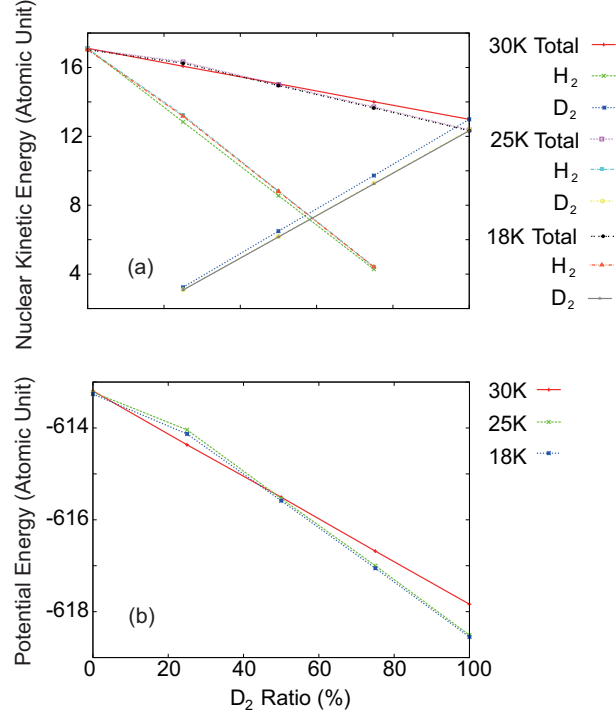 Nuclear Kinetic Energy (Atomic Unit)
16
12
8
4
(a)
30K Total
H₂
D₂
25K Total
H₂
D₂
18K Total
H₂
D₂
Potential Energy (Atomic Unit)
-614
-616
-618
(b)
30K
25K
18K
0 20 40 60 80 100
D₂ Ratio (%)